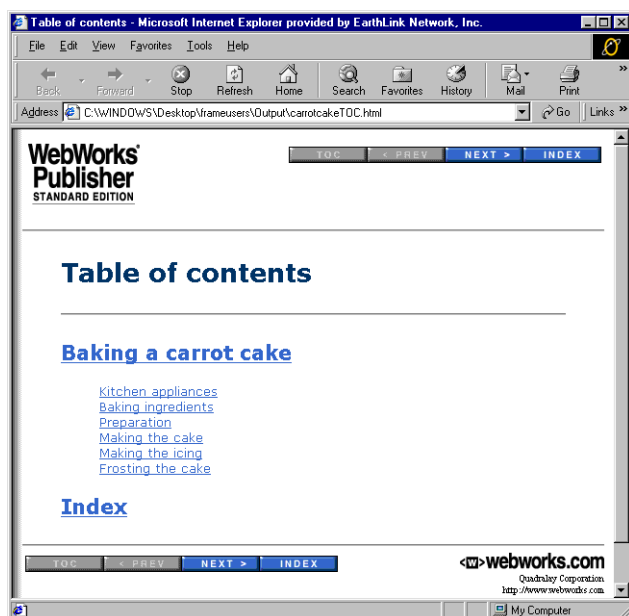 Table of contents - Microsoft Internet Explorer provided by EarthLink Network, Inc.
File Edit View Favorites Tools Help
Back Forward Stop Refresh Home Search Favorites History Mail Print »
Address C:\WINDOWS\Desktop\frameusers\Output\carrotcakeTOC.html Go Links »
WebWorks
Publisher
STANDARD EDITION
TOC < PREV NEXT > INDEX
Table of contents
Baking a carrot cake
Kitchen appliances
Baking ingredients
Preparation
Making the cake
Making the icing
Frosting the cake
Index
TOC < PREV NEXT > INDEX
<W>webworks.com
Quadralay Corporation
http://www.webworks.com
My Computer